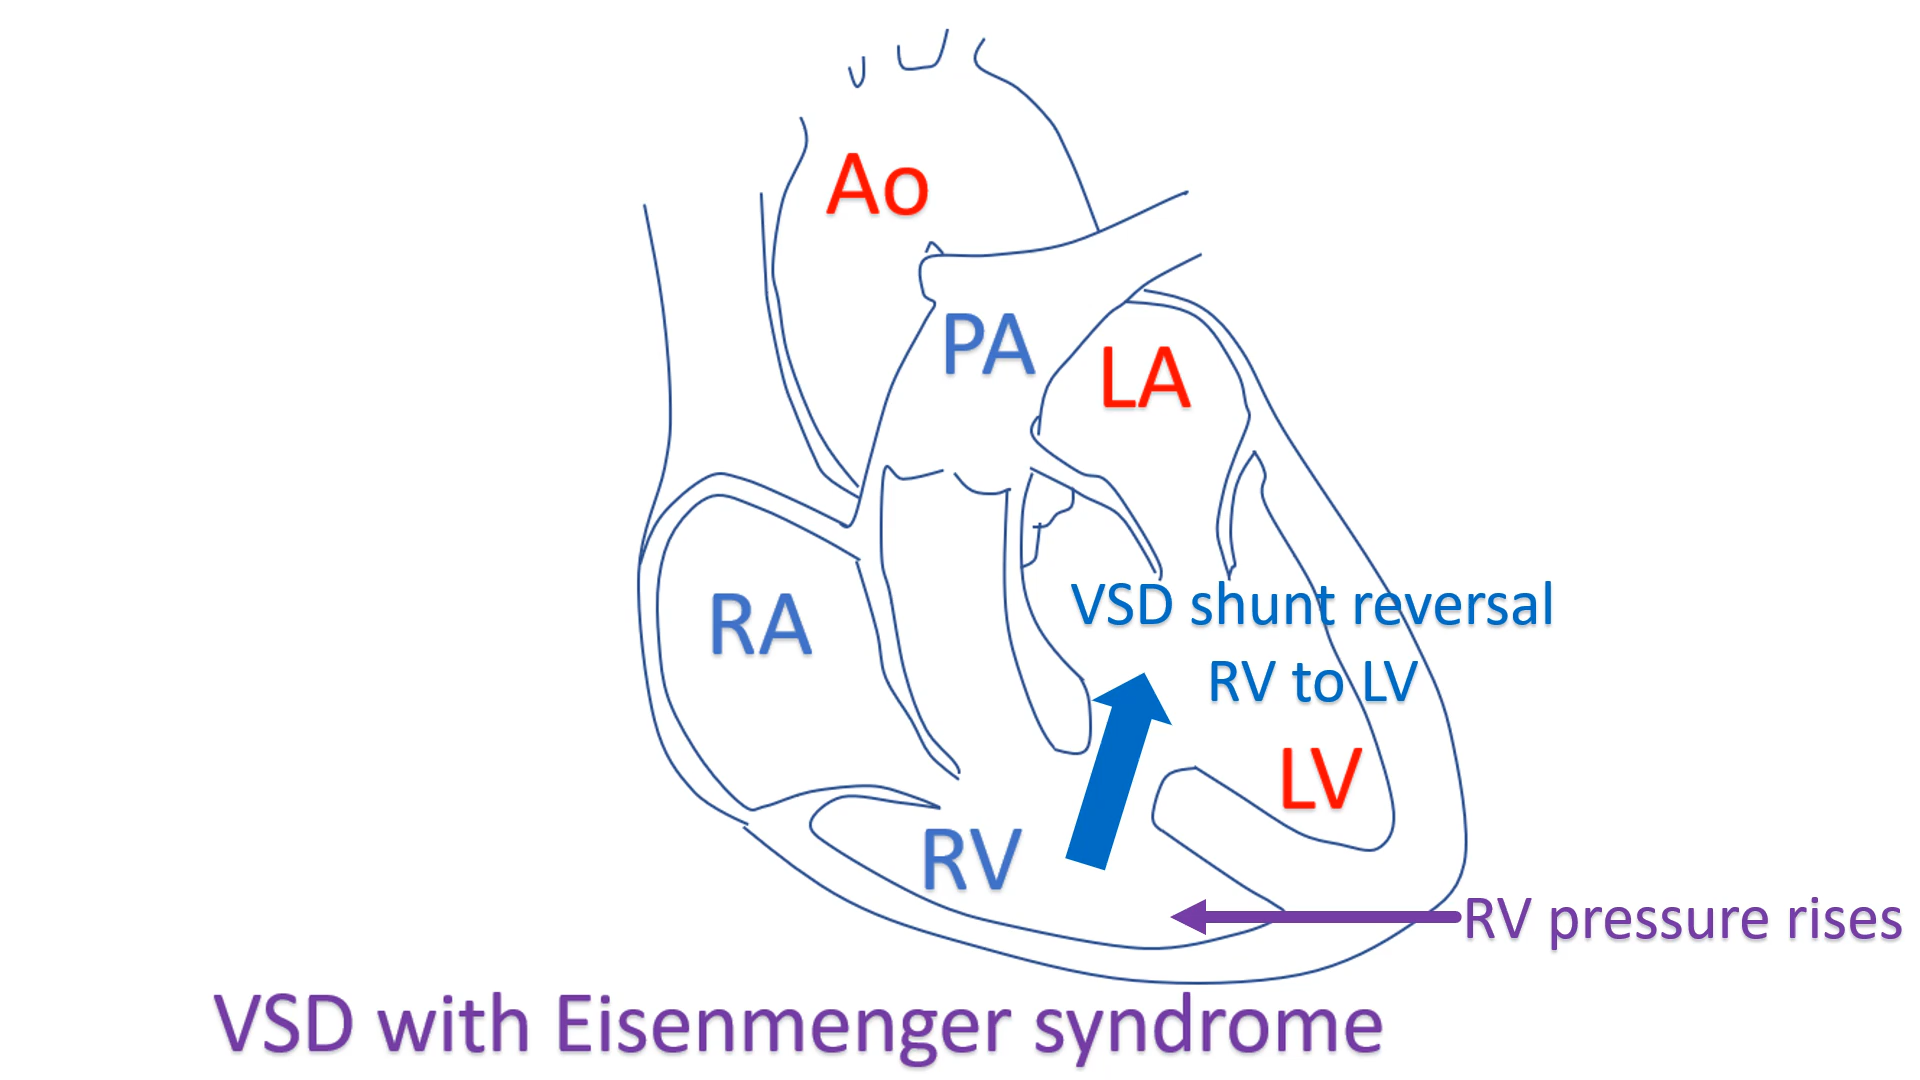 Ao
PA
LA
VSD shunt reversal
RA
RV to LV
LV
RV
RV pressure rises
VSD with Eisenmenger syndrome